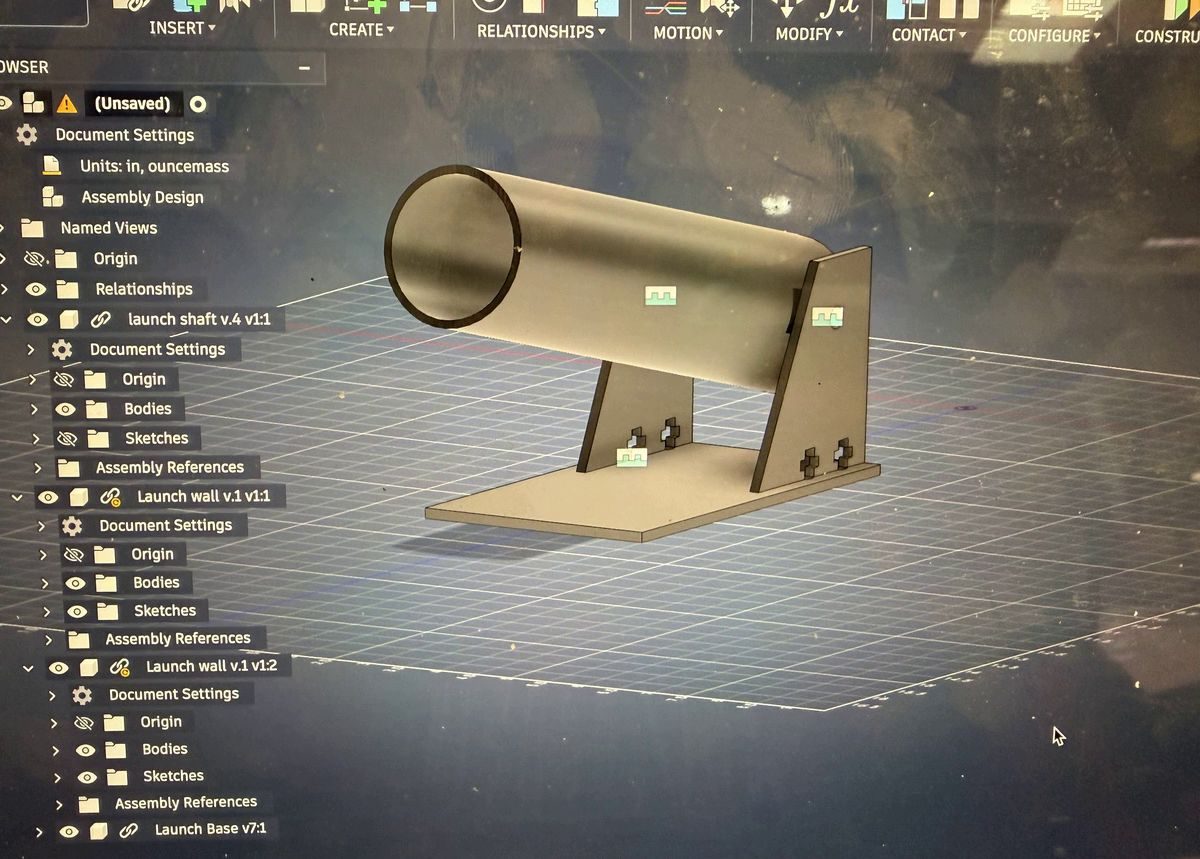 INSERT CREATE RELATIONSHIPS MOTION MODIFY CONTACT CONFIGURE CONSTRU
OWSER
(Unsaved)
Document Settings
Units: in, ouncemass
Assembly Design
Named Views
Origin
Relationships
launch shaft v.4 v1:1
Document Settings
Origin
Bodies
Sketches
Assembly References
Launch wall v.1 v1:1
Document Settings
Origin
Bodies
Sketches
Assembly References
Launch wall v.1 v1:2
Document Settings
Origin
Bodies
Sketches
Assembly References
Launch Base v7:1